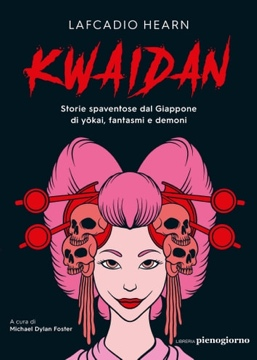 LAFCADIO HEARN
KWAIDAN
Storie spaventose dal Giappone
di yōkai, fantasmi e demoni
A cura di
Michael Dylan Foster
LIBRERIA pienogiorno